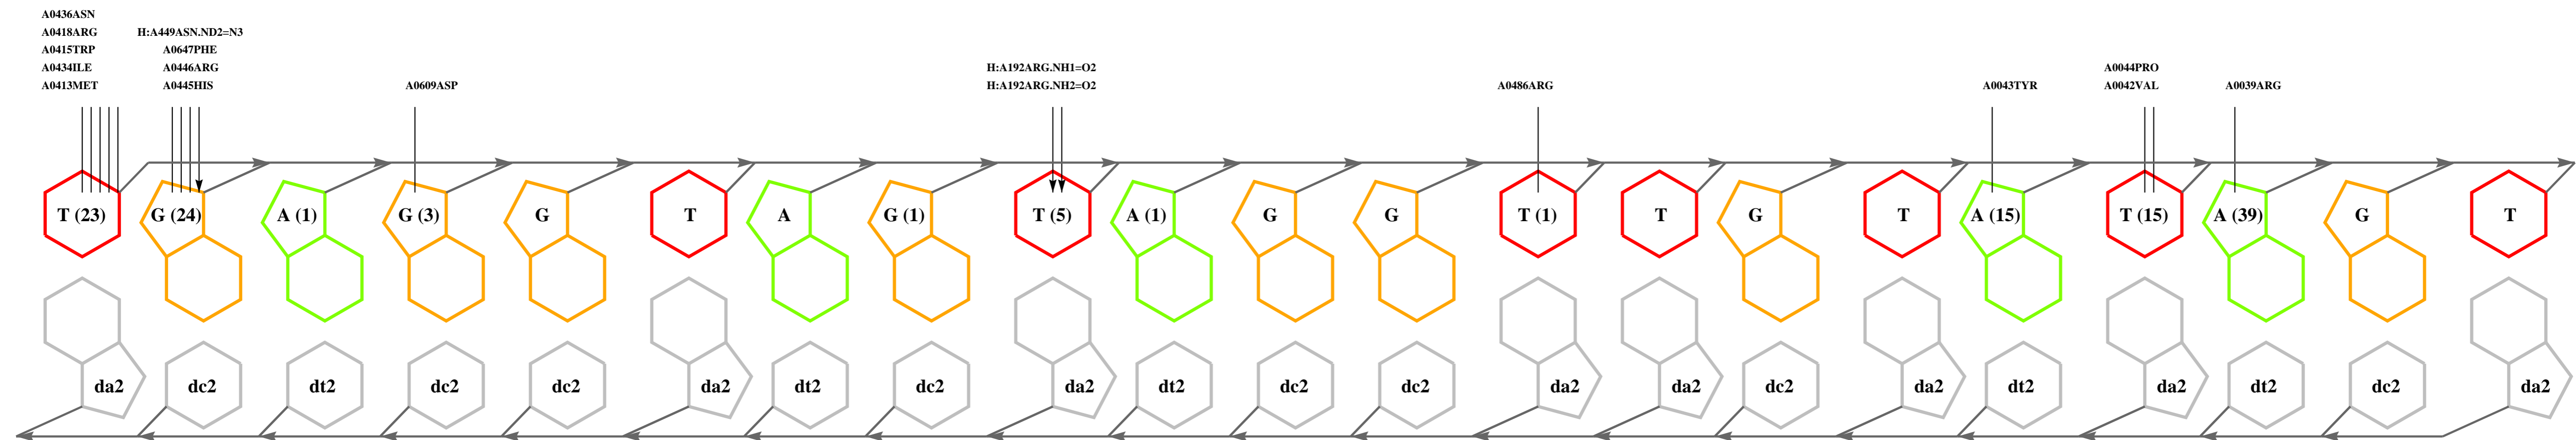 A0436ASN
A0418ARG H:A449ASN.ND2=N3
A0415TRP A0647PHE
A0434ILE A0446ARG H:A192ARG.NH1=O2 A0044PRO
A0413MET A0445HIS A0609ASP H:A192ARG.NH2=O2 A0486ARG A0043TYR A0042VAL A0039ARG
T (23) G (24) A (1) G (3) G T A G (1) T (5) A (1) G G T (1) T G T A (15) T (15) A (39) G T
da2 dc2 dt2 dc2 dc2 da2 dt2 dc2 da2 dt2 dc2 dc2 da2 da2 dc2 da2 dt2 da2 dt2 dc2 da2